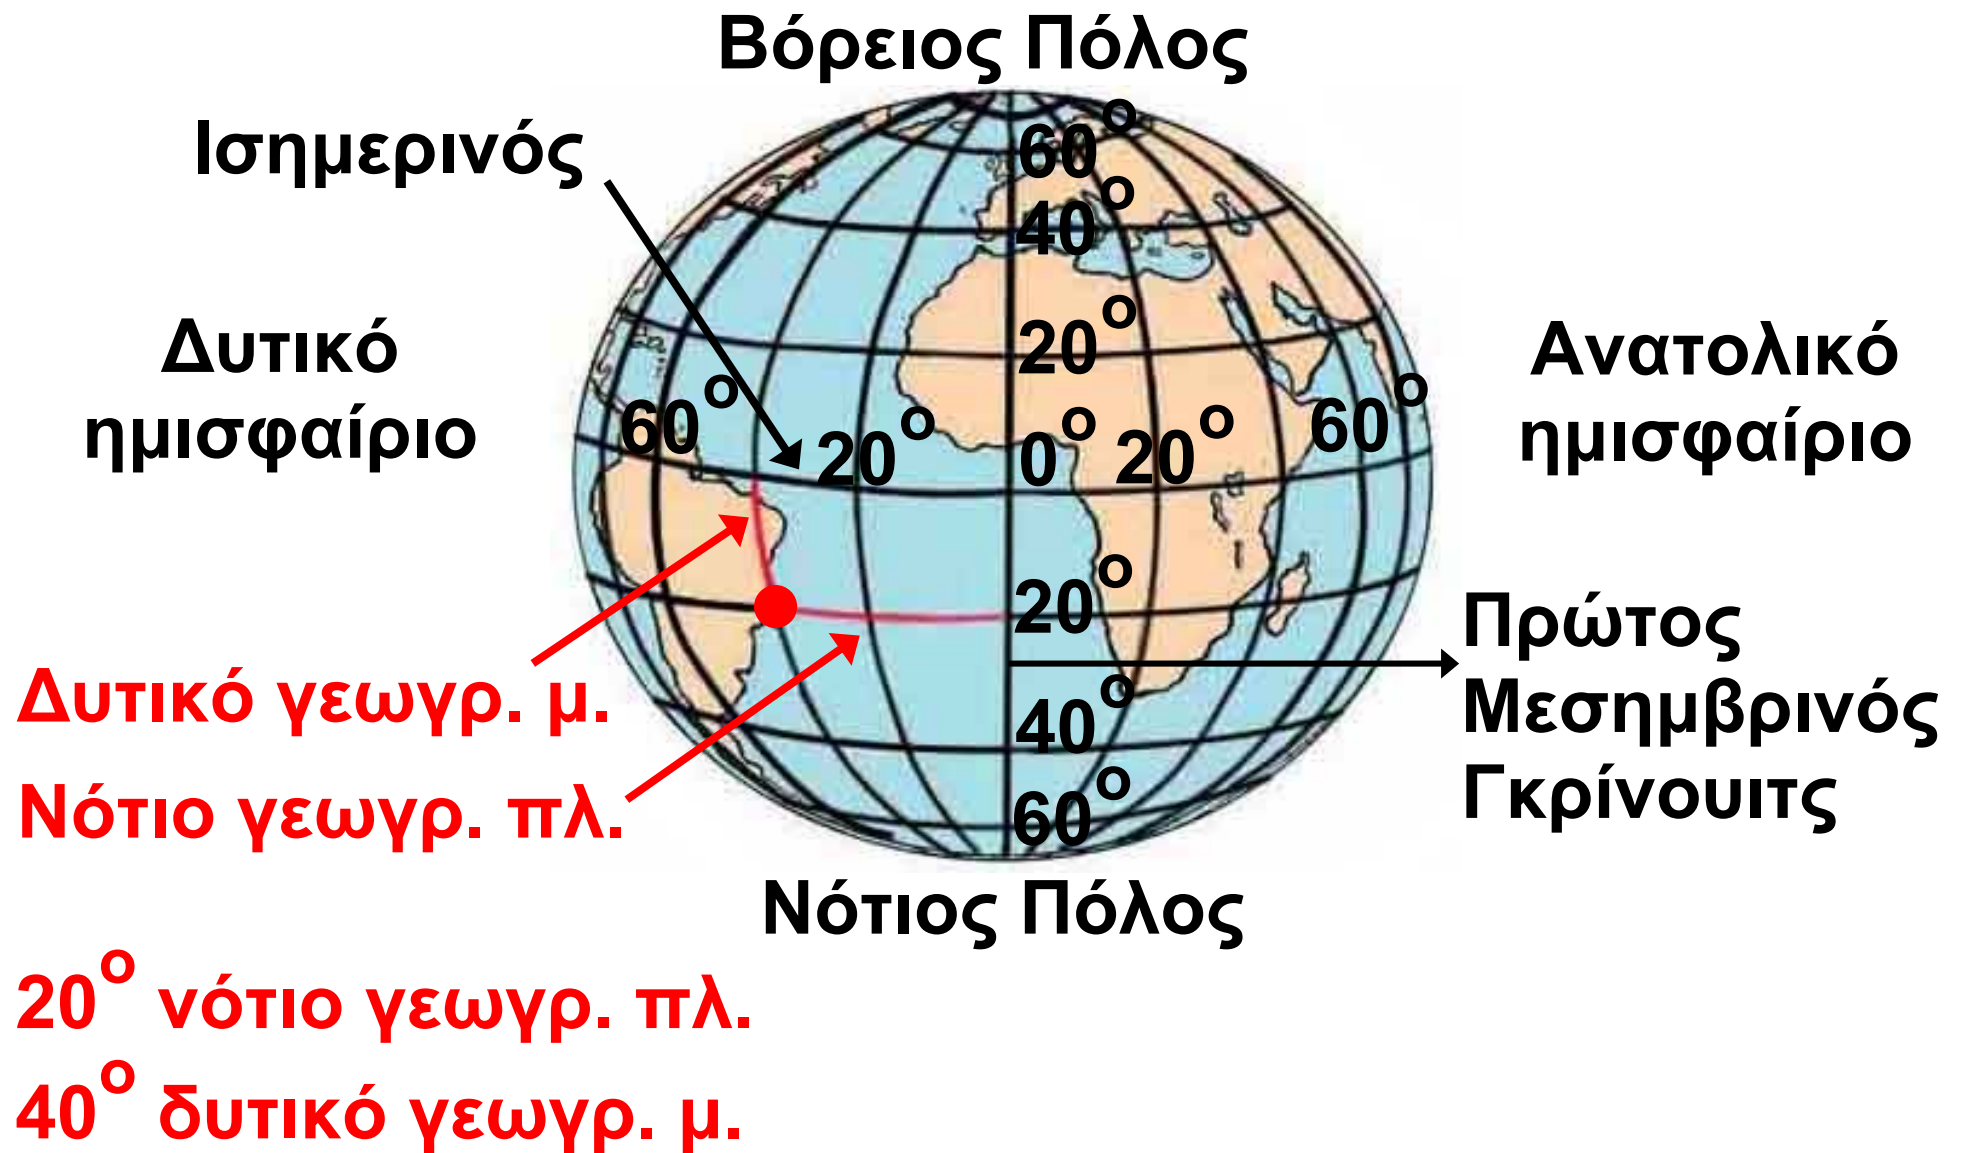 Βόρειος Πόλος
Ισημερινός
Δυτικό
ημισφαίριο
Ανατολικό
ημισφαίριο
60°
40°
20°
60° 20° 0° 20° 60°
20°
40°
60°
Πρώτος
Μεσημβρινός
Γκρίνουιτς
Δυτικό γεωγρ. μ.
Νότιο γεωγρ. πλ.
Νότιος Πόλος
20° νότιο γεωγρ. πλ.
40° δυτικό γεωγρ. μ.